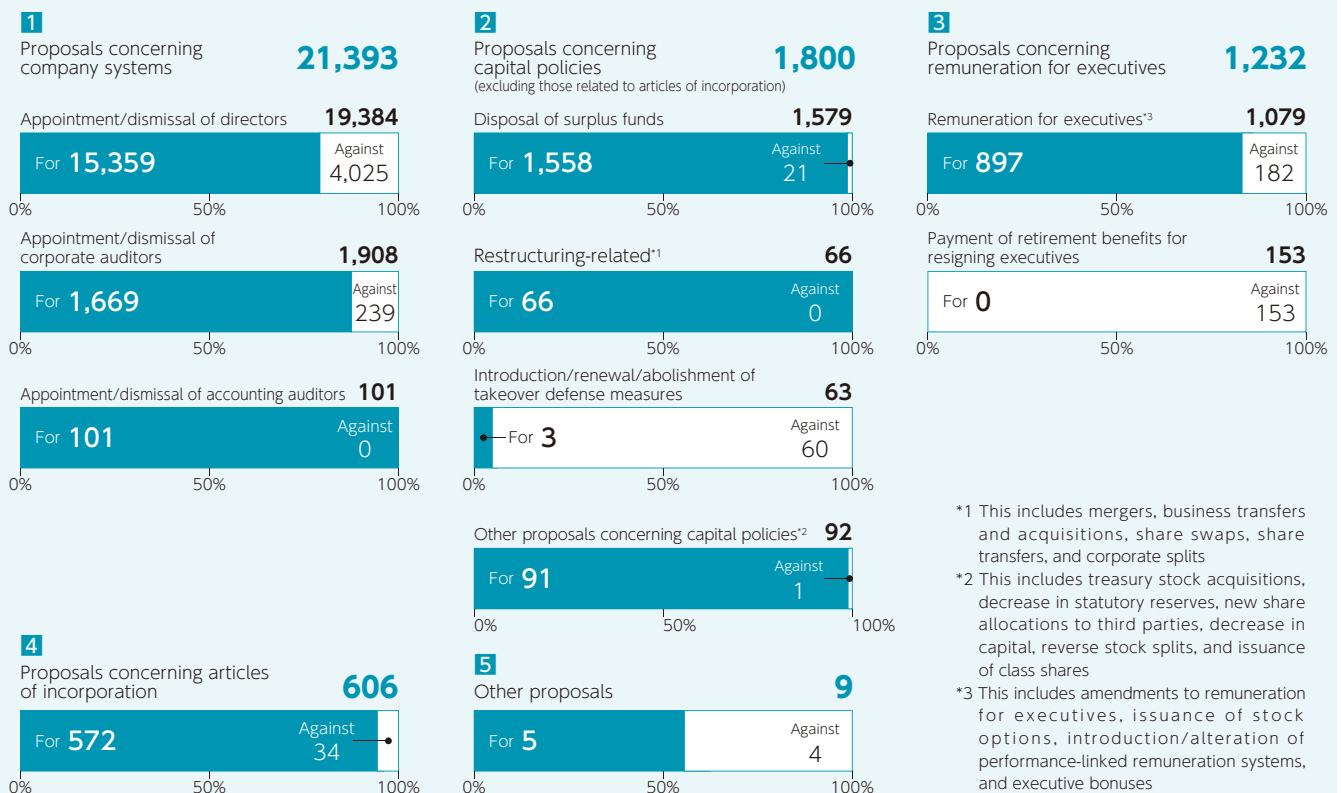 1
Proposals concerning
company systems
21,393
Appointment/dismissal of directors 19,384
For 15,359
Against
4,025
0% 50% 100%
Appointment/dismissal of
corporate auditors
1,908
For 1,669
Against
239
0% 50% 100%
Appointment/dismissal of accounting auditors 101
For 101
Against
0
0% 50% 100%
2
Proposals concerning
capital policies
(excluding those related to articles of incorporation)
1,800
Disposal of surplus funds 1,579
For 1,558
Against
21
0% 50% 100%
Restructuring-related*1 66
For 66
Against
0
0% 50% 100%
Introduction/renewal/abolishment of
takeover defense measures
63
For 3
Against
60
0% 50% 100%
Other proposals concerning capital policies*2 92
For 91
Against
1
0% 50% 100%
3
Proposals concerning
remuneration for executives
1,232
Remuneration for executives*3 1,079
For 897
Against
182
0% 50% 100%
Payment of retirement benefits for
resigning executives
153
For 0
Against
153
0% 50% 100%
4
Proposals concerning articles
of incorporation
606
For 572
Against
34
0% 50% 100%
5
Other proposals 9
For 5
Against
4
0% 50% 100%
*1 This includes mergers, business transfers
and acquisitions, share swaps, share
transfers, and corporate splits
*2 This includes treasury stock acquisitions,
decrease in statutory reserves, new share
allocations to third parties, decrease in
capital, reverse stock splits, and issuance
of class shares
*3 This includes amendments to remuneration
for executives, issuance of stock
options, introduction/alteration of
performance-linked remuneration systems,
and executive bonuses